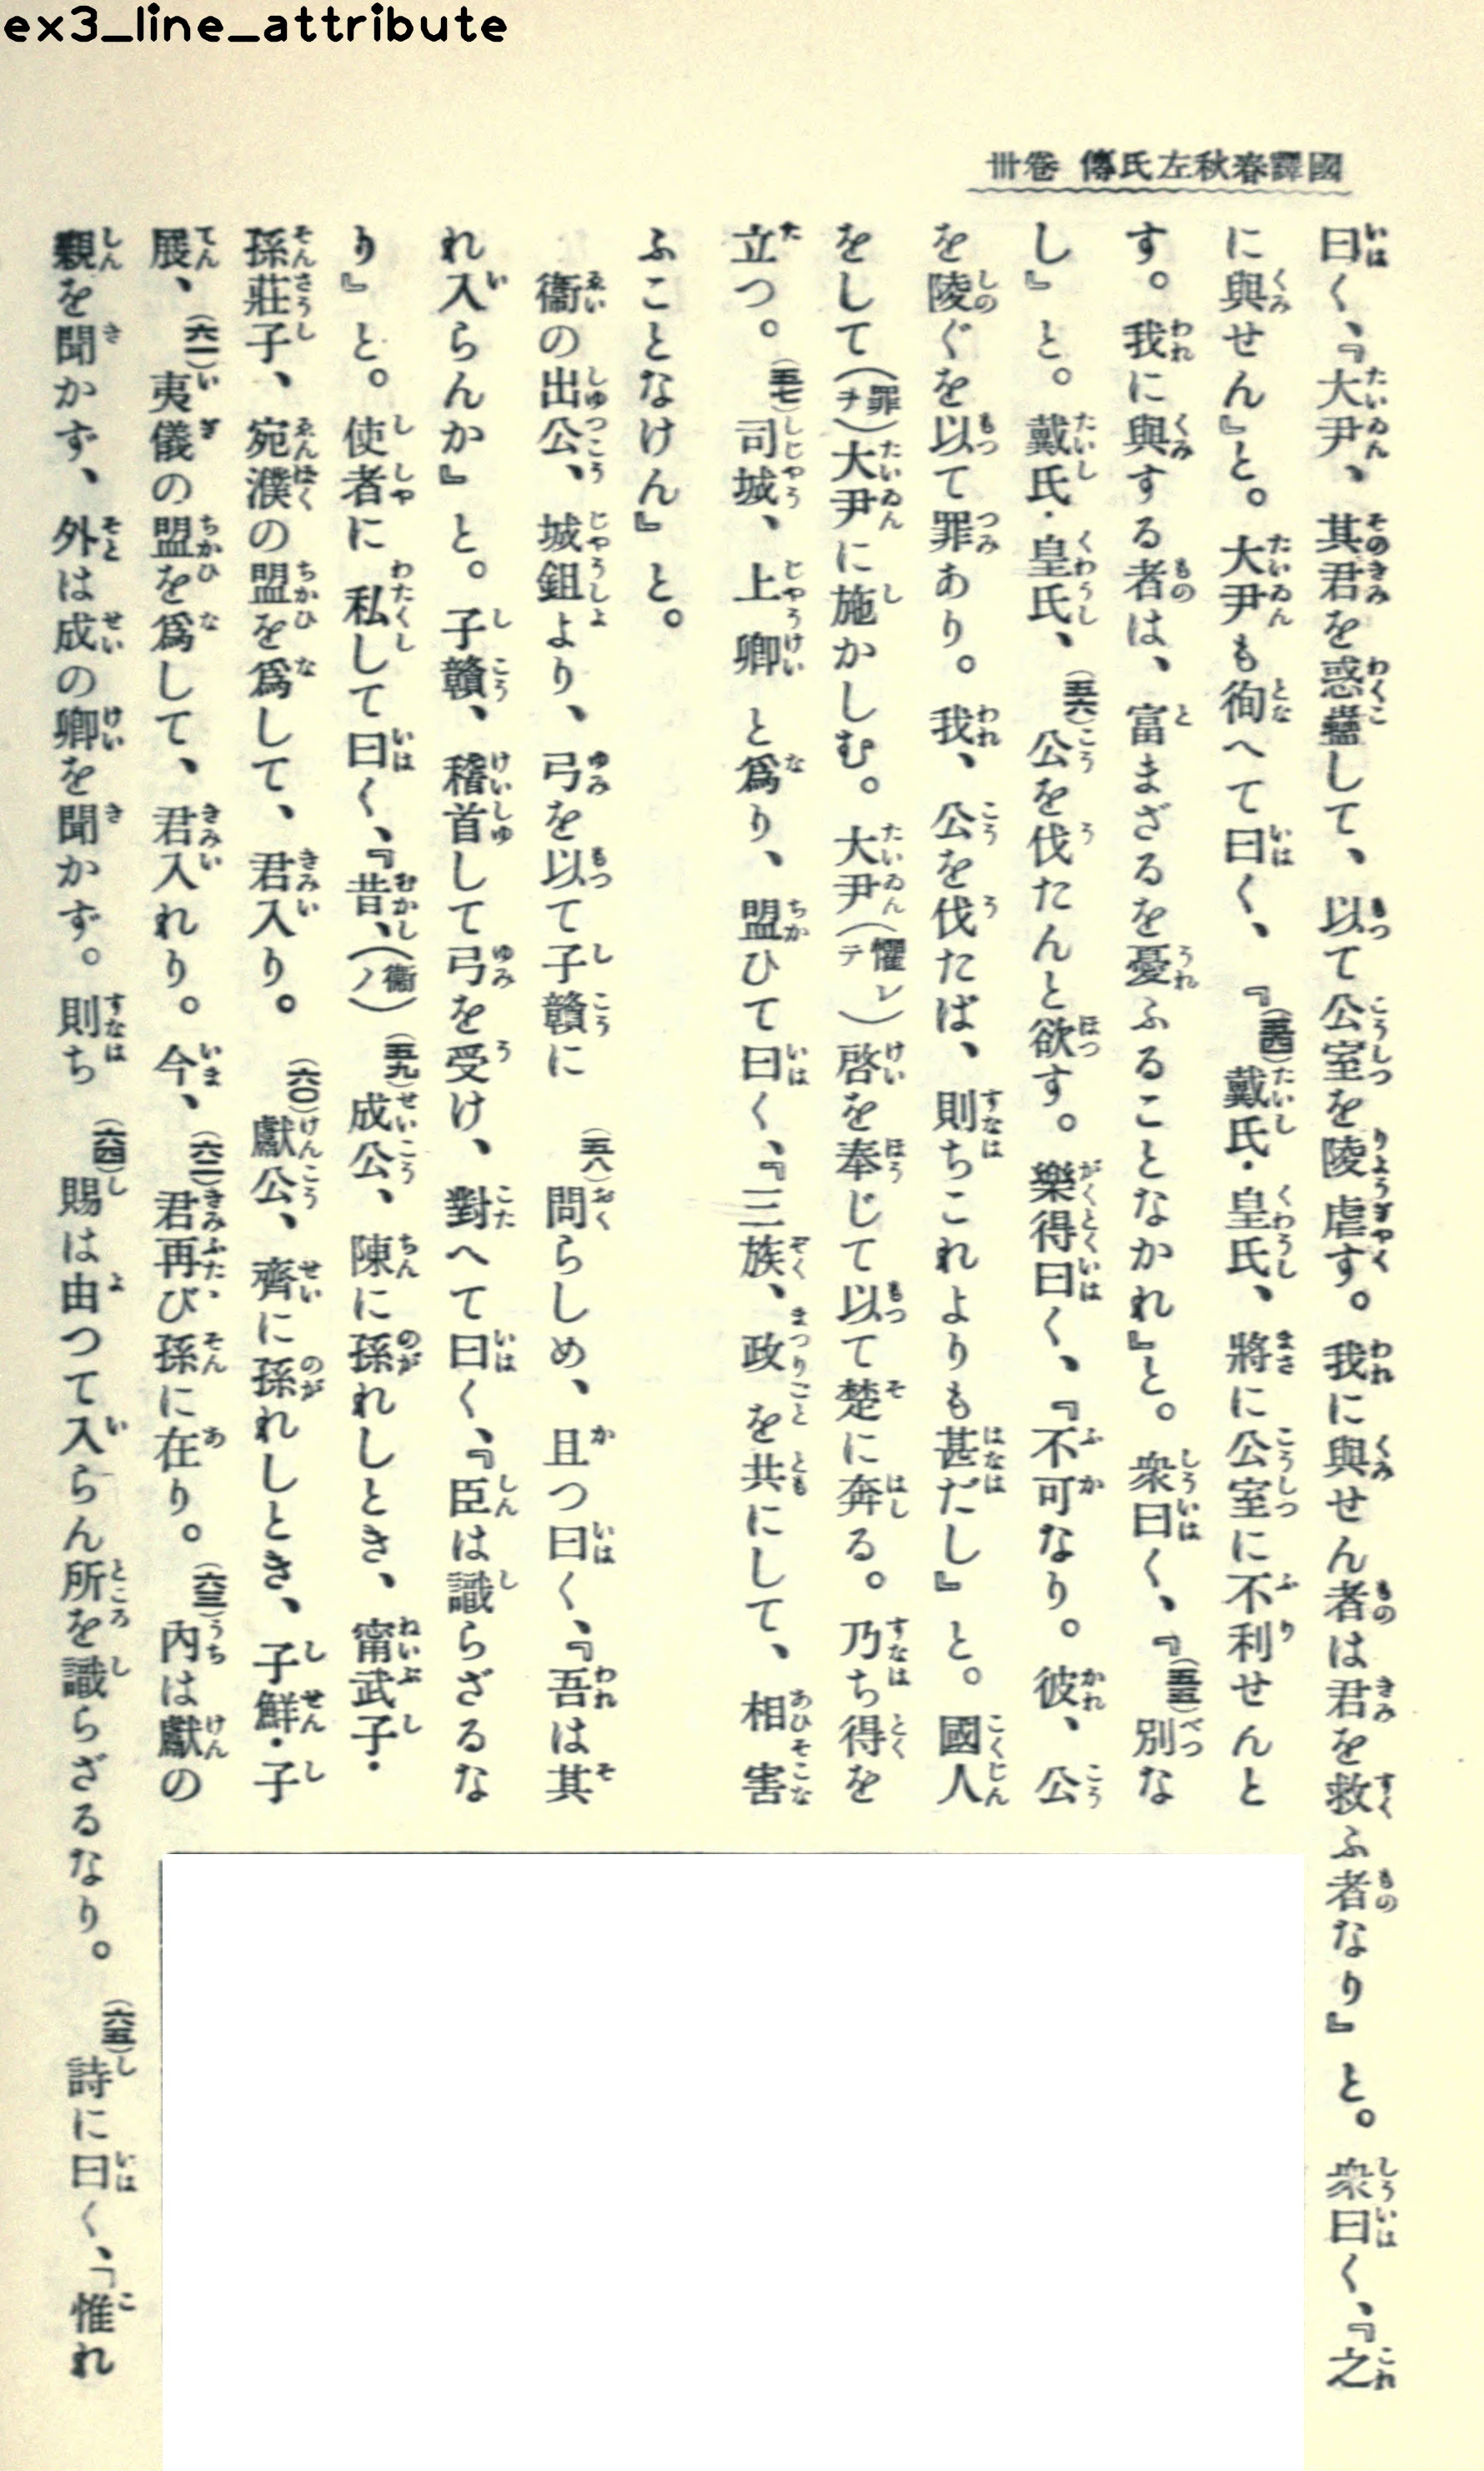 ex3_line_attribute
國譯春秋左氏傳 卷卅
曰く、『大尹、其君を惑蠱して、以て公室を陵虐す。我に與せん者は君を救ふ者なり』と。衆曰く、『之
に與せん』と。大尹も徇へて曰く、『(五四)戴氏・皇氏、將に公室に不利せんと
す。我に與する者は、富まざるを憂ふることなかれ』と。衆曰く、『(五五)別な
し』と。戴氏・皇氏、(五六)公を伐たんと欲す。樂得曰く、『不可なり。彼、公
を陵ぐを以て罪あり。我、公を伐たば、則ちこれよりも甚だし』と。國人
をして(罪ヲ)大尹に施かしむ。大尹(懼レテ)啓を奉じて以て楚に奔る。乃ち得を
立つ。(五七)司城、上卿と爲り、盟ひて曰く、『三族、政を共にして、相害
ふことなけん』と。
衞の出公、城鉏より、弓を以て子贛に(五八)問らしめ、且つ曰く、『吾は其
れ入らんか』と。子贛、稽首して弓を受け、對へて曰く、『臣は識らざるな
り』と。使者に私して曰く、『昔、(衞ノ)(五九)成公、陳に孫れしとき、甯武子・
孫莊子、宛濮の盟を爲して、君入り。(六〇)獻公、齊に孫れしとき、子鮮・子
展、(六一)夷儀の盟を爲して、君入れり。今、(六二)君再び孫に在り。(六三)內は獻の
親を聞かず、外は成の卿を聞かず。則ち(六四)賜は由つて入らん所を識らざるなり。(六五)詩に曰く、「惟れ